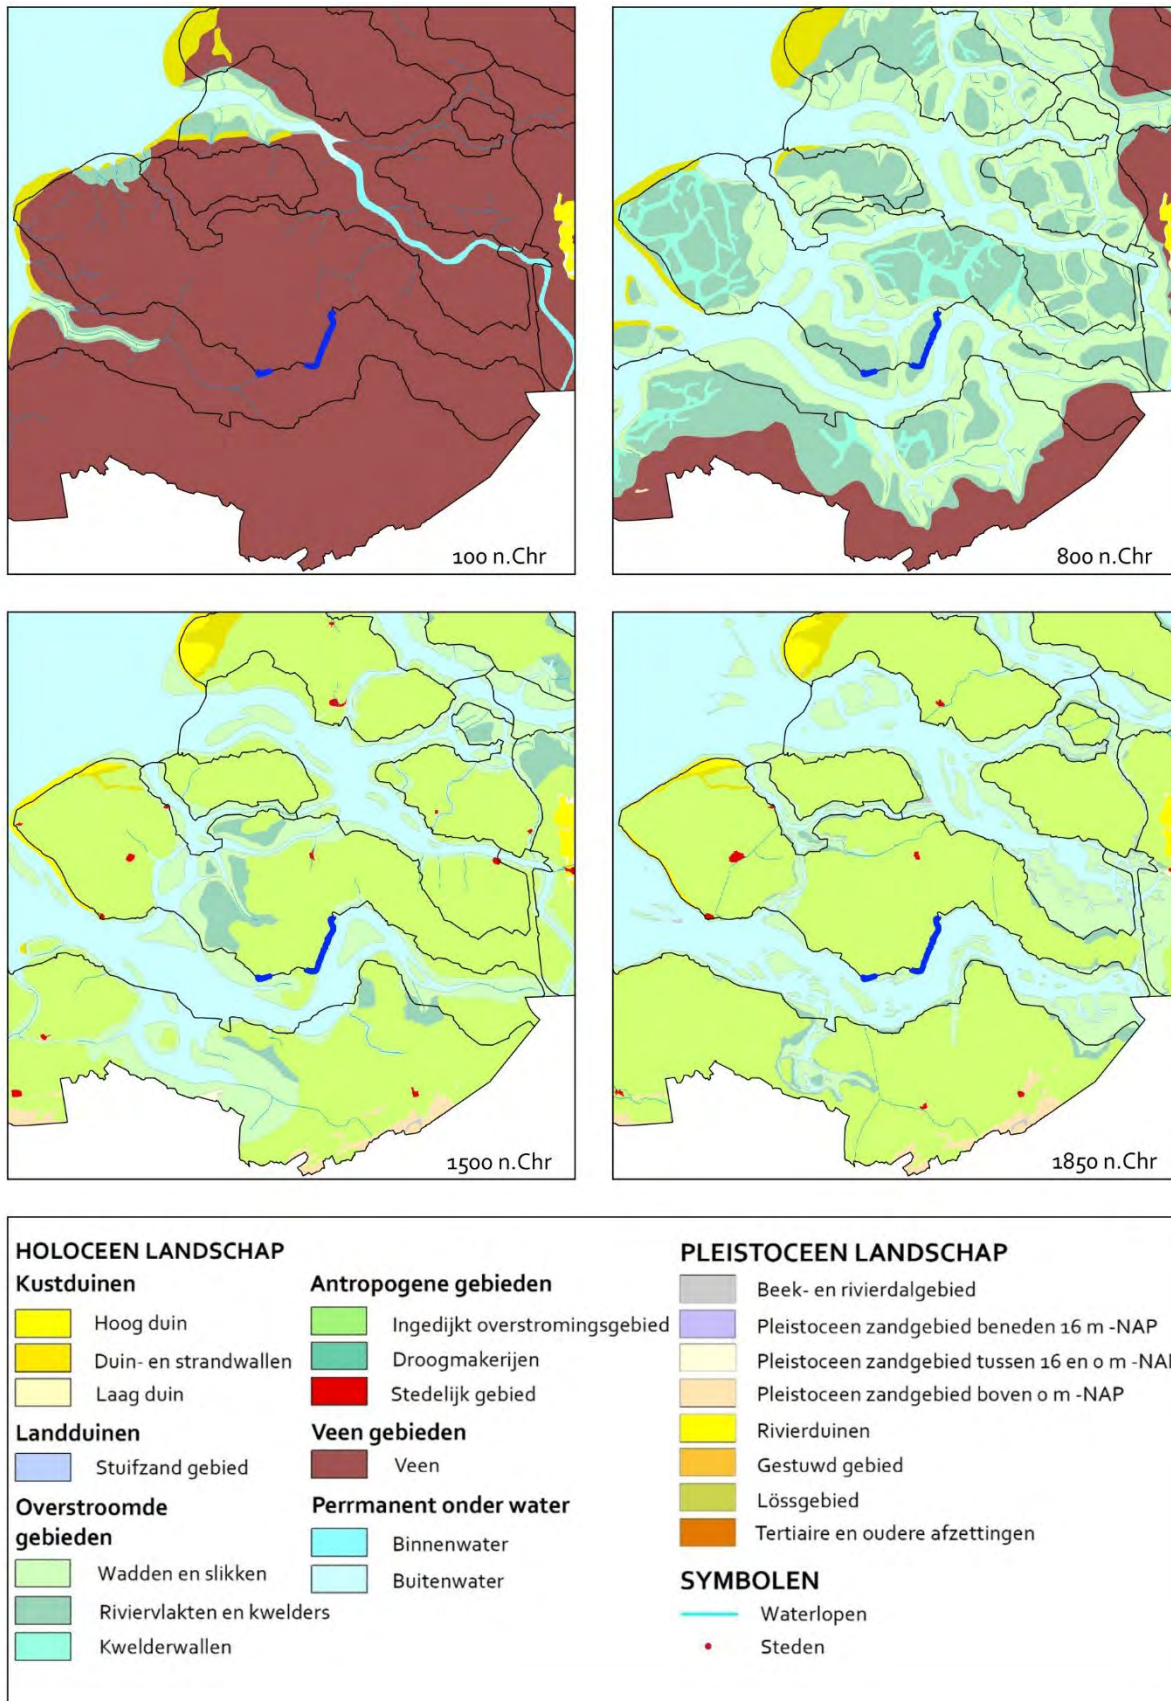 100 n.Chr
800 n.Chr
1500 n.Chr
1850 n.Chr
HOLOCEEN LANDSCHAP
Kustduinen
Hoog duin
Duin- en strandwallen
Laag duin
Landduinen
Stuifzand gebied
Overstroomde
gebieden
Wadden en slikken
Riviervlakten en kwelders
Kwelderwallen
Antropogene gebieden
Ingedijkt overstromingsgebied
Droogmakerijen
Stedelijk gebied
Veen gebieden
Veen
Perrmanent onder water
Binnenwater
Buitenwater
PLEISTOCEEN LANDSCHAP
Beek- en rivierdalgebied
Pleistoceen zandgebied beneden 16 m -NAP
Pleistoceen zandgebied tussen 16 en 0 m -NAP
Pleistoceen zandgebied boven 0 m -NAP
Rivierduinen
Gestuwd gebied
Lössgebied
Tertiaire en oudere afzettingen
SYMBOLEN
Waterlopen
Steden